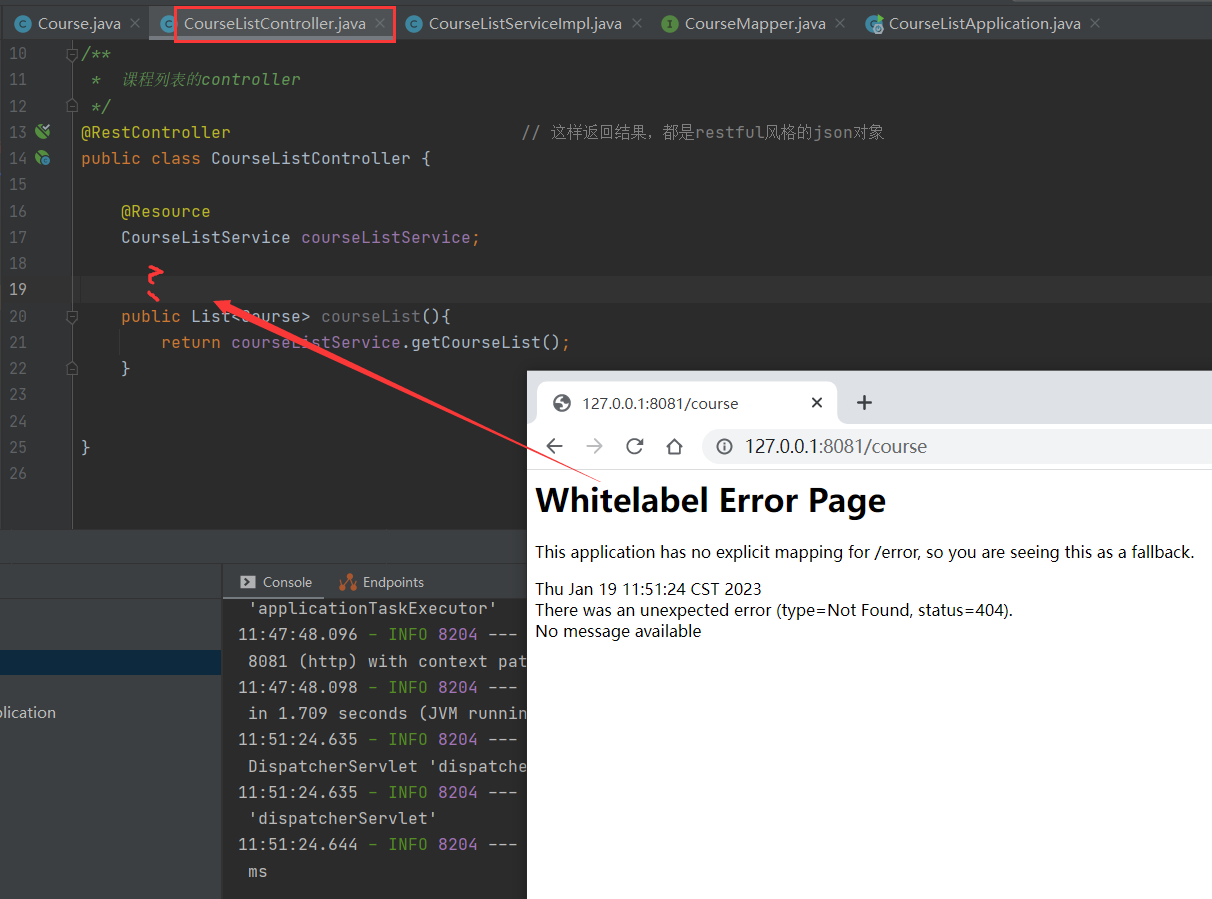 Course.java CourseListController.java CourseListServiceImpl.java CourseMapper.java CourseListApplication.java
10 /**
11 * 课程列表的controller
12 */
13 @RestController // 这样返回结果，都是restful风格的json对象
14 public class CourseListController {
15
16 @Resource
17 CourseListService courseListService;
18
19
?
20 public List<Course> courseList(){
21 return courseListService.getCourseList();
22 }
23
24
25 }
26
127.0.0.1:8081/course
127.0.0.1:8081/course
Whitelabel Error Page
This application has no explicit mapping for /error, so you are seeing this as a fallback.
Thu Jan 19 11:51:24 CST 2023
There was an unexpected error (type=Not Found, status=404).
No message available
Console Endpoints
'applicationTaskExecutor'
11:47:48.096 - INFO 8204 ---
8081 (http) with context pat
11:47:48.098 - INFO 8204 ---
in 1.709 seconds (JVM runnin
11:51:24.635 - INFO 8204 ---
DispatcherServlet 'dispatche
11:51:24.635 - INFO 8204 ---
'dispatcherServlet'
11:51:24.644 - INFO 8204 ---
ms
plication